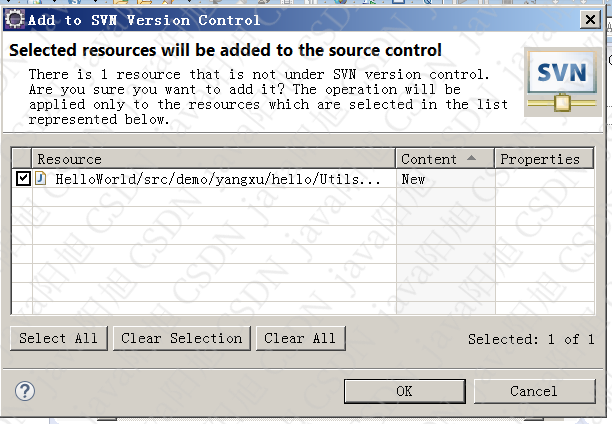 Add to SVN Version Control
Selected resources will be added to the source control
There is 1 resource that is not under SVN version control.
Are you sure you want to add it? The operation will be
applied only to the resources which are selected in the list
represented below.
SVN
Resource Content Properties
HelloWorld/src/demo/yangxu/hello/Utils... New
Select All Clear Selection Clear All Selected: 1 of 1
OK Cancel
CSDN java阳旭